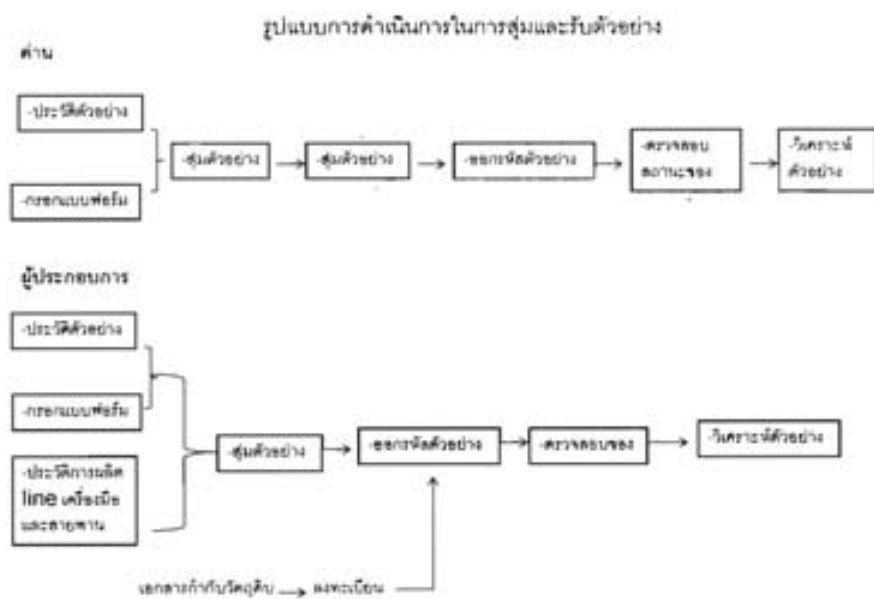 รูปแบบการดำเนินการในการสุ่มและรับตัวอย่าง
ด่าน
-ประวัติตัวอย่าง
-กรอกแบบฟอร์ม
-สุ่มตัวอย่าง
-สุ่มตัวอย่าง
-ออกรหัสตัวอย่าง
-ตรวจสอบ
สถานะของ
-วิเคราะห์
ตัวอย่าง
ผู้ประกอบการ
-ประวัติตัวอย่าง
-กรอกแบบฟอร์ม
-ประวัติการผลิต
line เครื่องมือ
และสายพาน
-สุ่มตัวอย่าง
-ออกรหัสตัวอย่าง
-ตรวจสอบของ
-วิเคราะห์ตัวอย่าง
เอกสารกำกับวัตถุดิบ
ลงทะเบียน